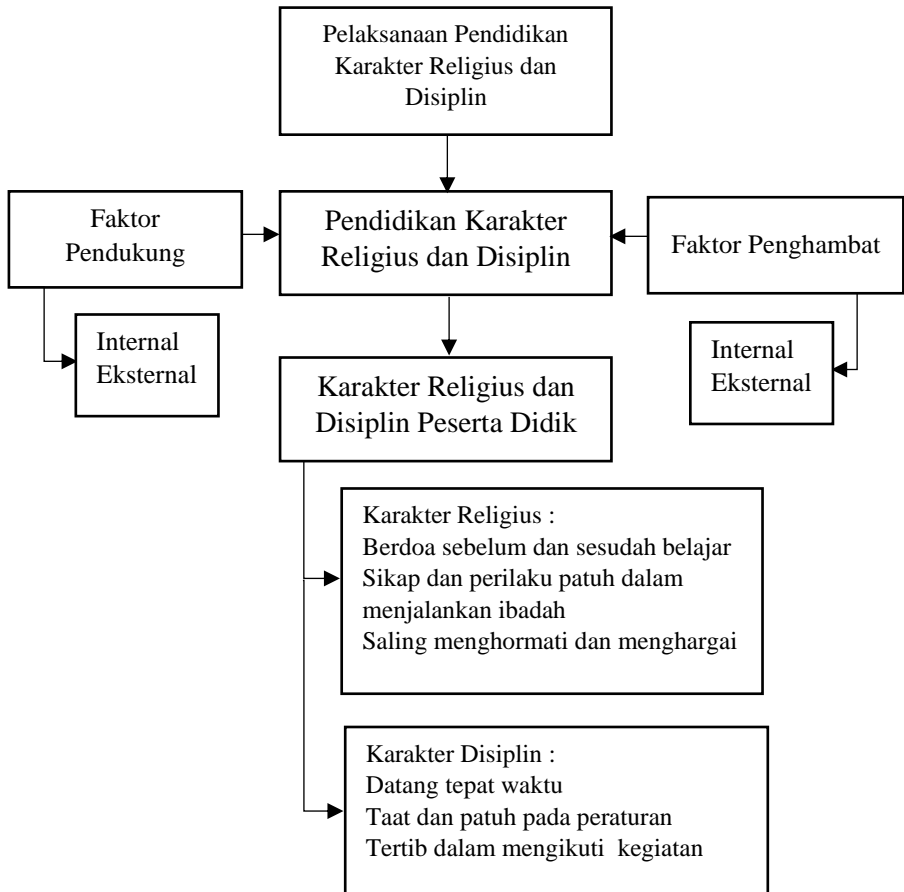 Pelaksanaan Pendidikan
Karakter Religius dan
Disiplin
Faktor
Pendukung
Pendidikan Karakter
Religius dan Disiplin
Faktor Penghambat
Internal
Eksternal
Internal
Eksternal
Karakter Religius dan
Disiplin Peserta Didik
Karakter Religius :
Berdoa sebelum dan sesudah belajar
Sikap dan perilaku patuh dalam
menjalankan ibadah
Saling menghormati dan menghargai
Karakter Disiplin :
Datang tepat waktu
Taat dan patuh pada peraturan
Tertib dalam mengikuti  kegiatan